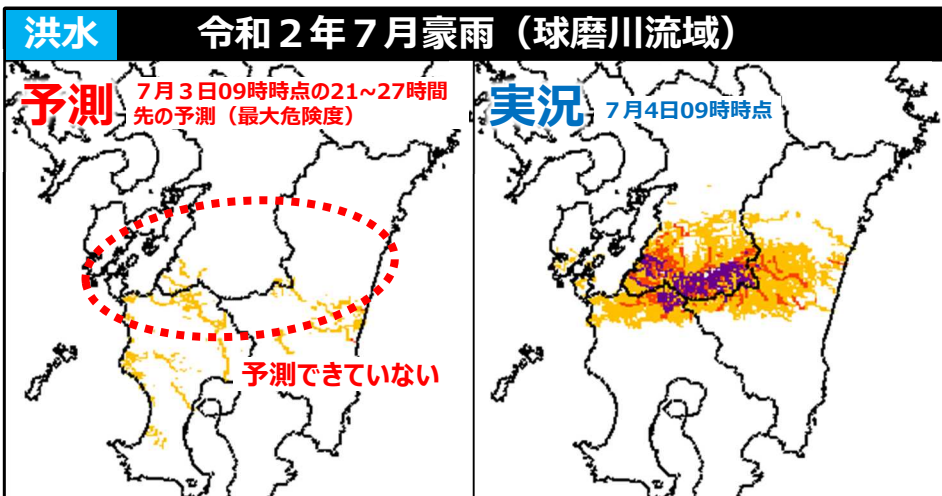 洪水
令和２年７月豪雨（球磨川流域）
予測
７月３日09時時点の21~27時間
先の予測（最大危険度）
予測できていない
実況
7月4日09時時点